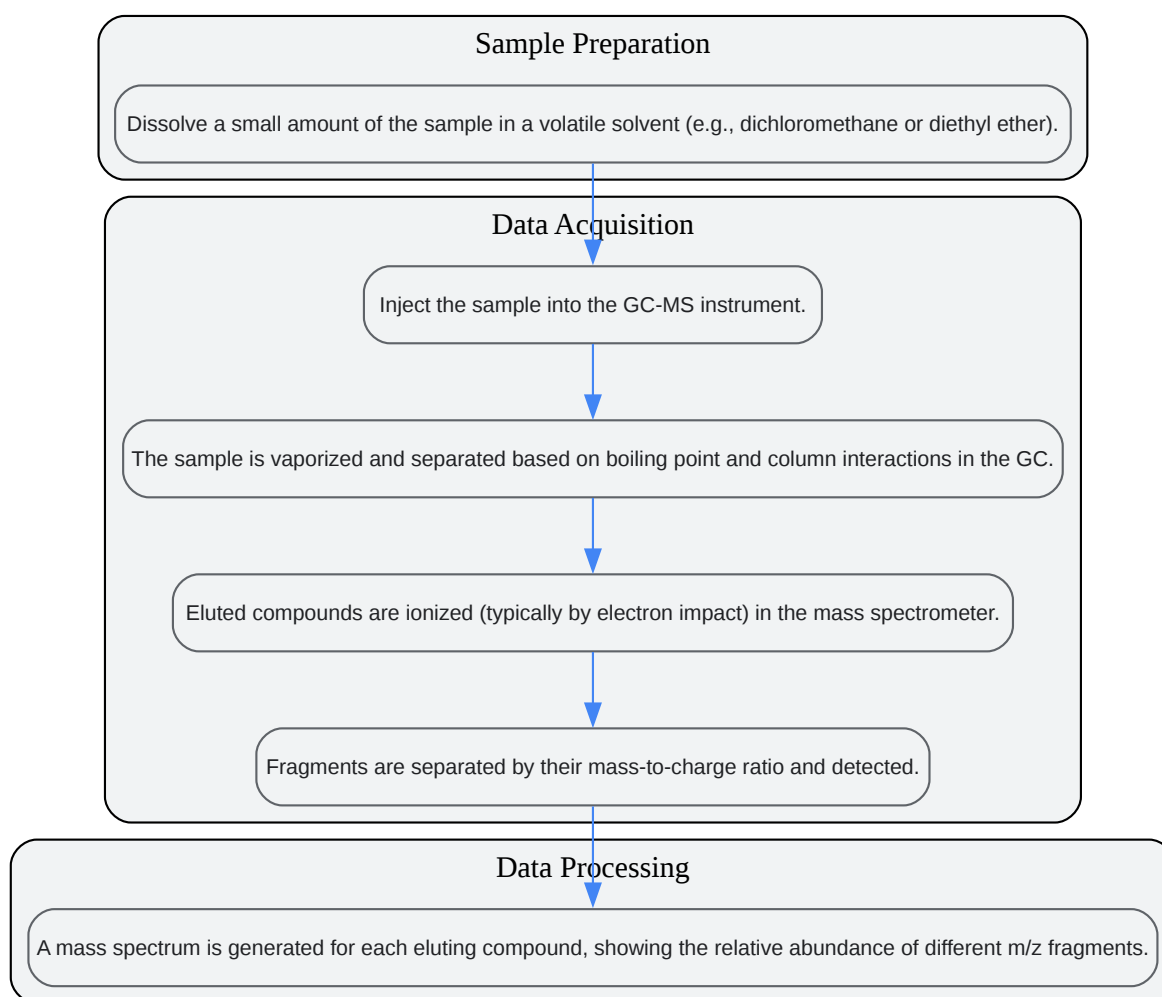 Sample Preparation
Dissolve a small amount of the sample in a volatile solvent (e.g., dichloromethane or diethyl ether).
Data Acquisition
Inject the sample into the GC-MS instrument.
The sample is vaporized and separated based on boiling point and column interactions in the GC.
Eluted compounds are ionized (typically by electron impact) in the mass spectrometer.
Fragments are separated by their mass-to-charge ratio and detected.
Data Processing
A mass spectrum is generated for each eluting compound, showing the relative abundance of different m/z fragments.